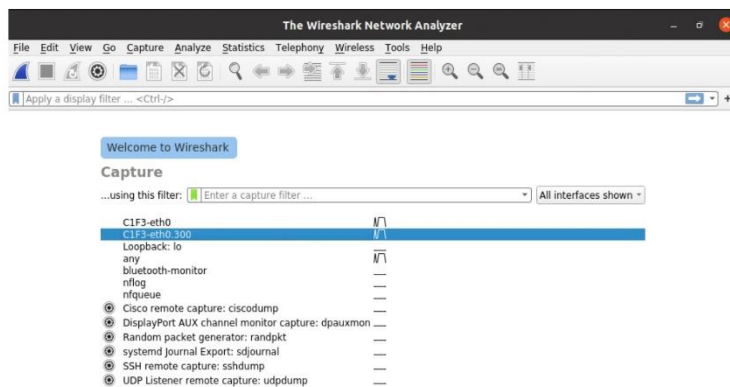 The Wireshark Network Analyzer
File Edit View Go Capture Analyze Statistics Telephony Wireless Tools Help
Apply a display filter ... <Ctrl-/>
Welcome to Wireshark
Capture
...using this filter: Enter a capture filter ... All interfaces shown
C1F3-eth0
C1F3-eth0.300
Loopback: lo
any
bluetooth-monitor
nflog
nfqueue
Cisco remote capture: ciscodump
DisplayPort AUX channel monitor capture: dpauxmon
Random packet generator: randpkt
systemd Journal Export: sdjournal
SSH remote capture: sshdump
UDP Listener remote capture: udpdump